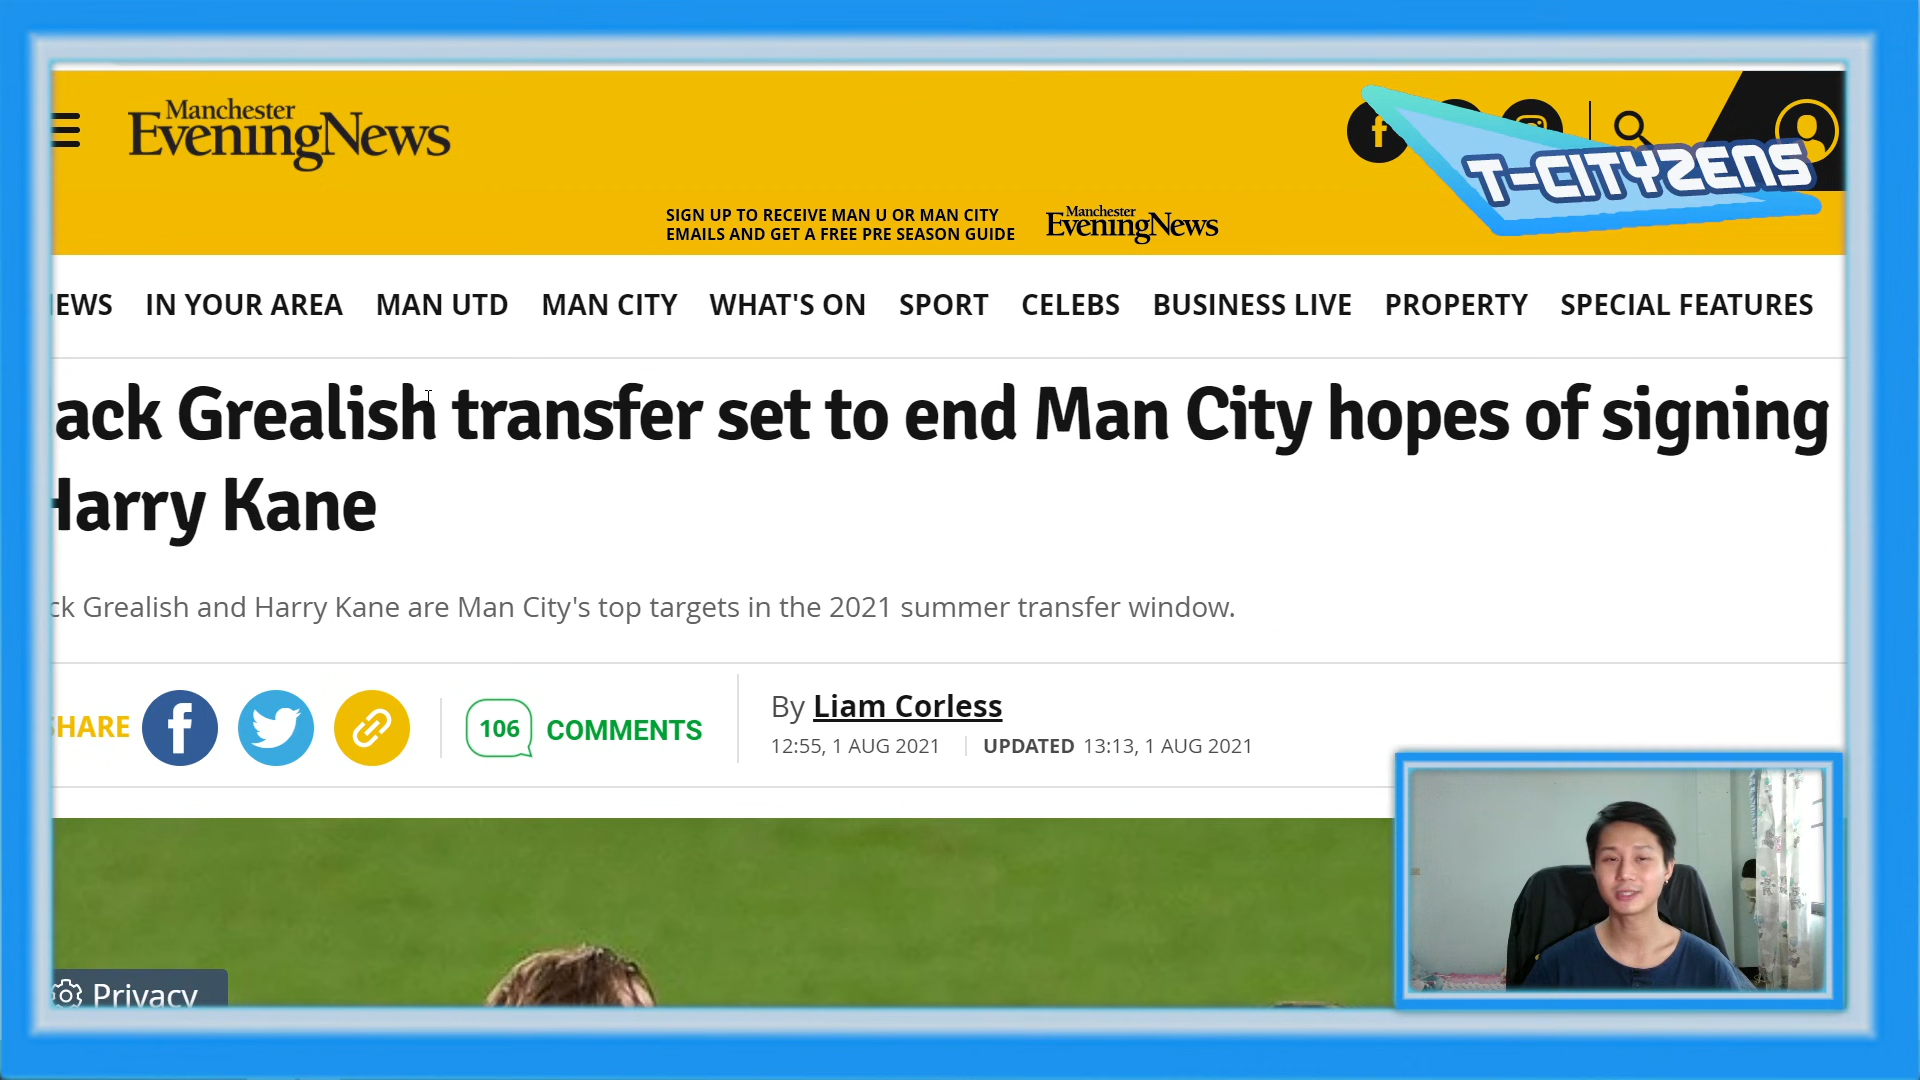 Manchester
EveningNews
T-CITYZENS
SIGN UP TO RECEIVE MAN U OR MAN CITY
EMAILS AND GET A FREE PRE SEASON GUIDE
Manchester
EveningNews
EWS IN YOUR AREA MAN UTD MAN CITY WHAT'S ON SPORT CELEBS BUSINESS LIVE PROPERTY SPECIAL FEATURES
ack Grealish transfer set to end Man City hopes of signing
Harry Kane
ck Grealish and Harry Kane are Man City's top targets in the 2021 summer transfer window.
SHARE
106 COMMENTS
By Liam Corless
12:55, 1 AUG 2021 UPDATED 13:13, 1 AUG 2021
Privacy